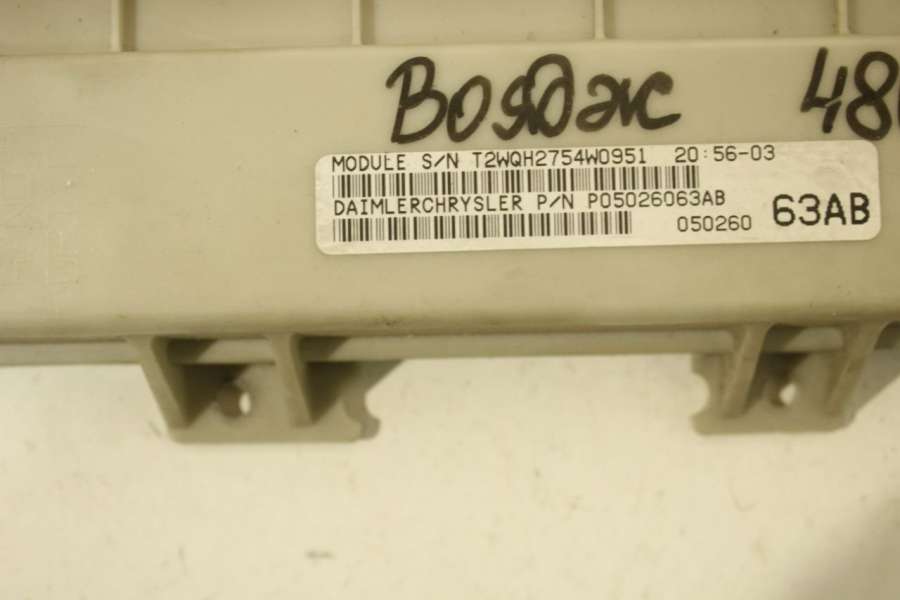 Вояджс 48
MODULE S/N T2WQH2754W0951 20:56-03
DAIMLERCHRYSLER P/N P05026063AB
050260 63AB